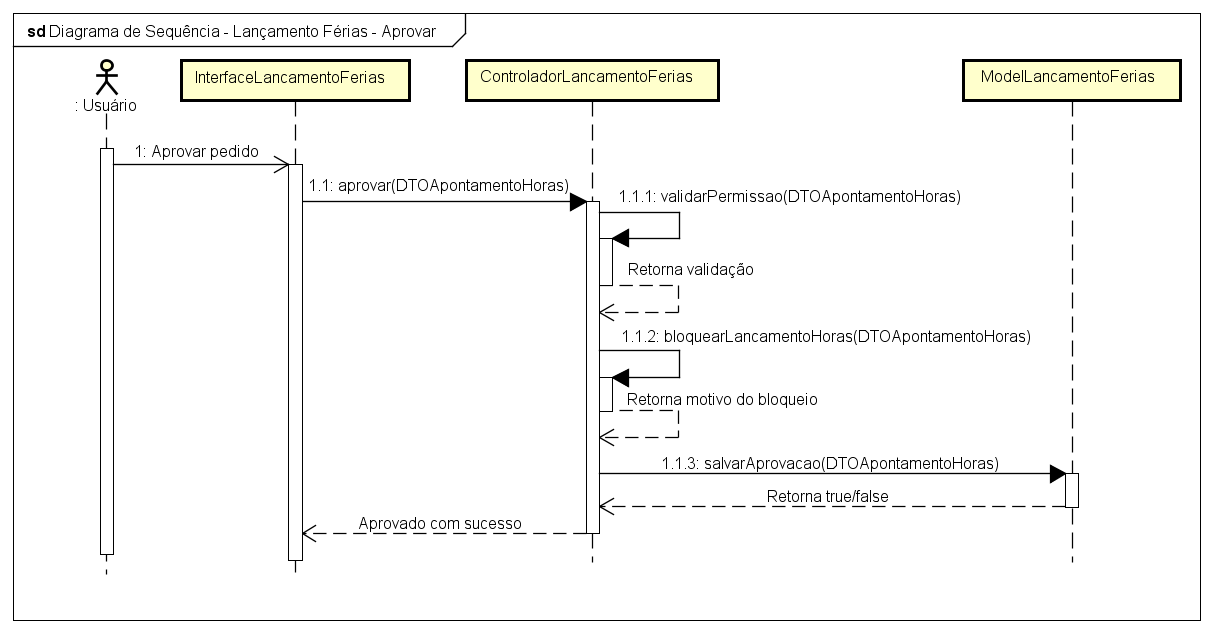 sd Diagrama de Sequência - Lançamento Férias - Aprovar
: Usuário
InterfaceLancamentoFerias
ControladorLancamentoFerias
ModelLancamentoFerias
1: Aprovar pedido
1.1: aprovar(DTOApontamentoHoras)
1.1.1: validarPermissao(DTOApontamentoHoras)
Retorna validação
1.1.2: bloquearLancamentoHoras(DTOApontamentoHoras)
Retorna motivo do bloqueio
1.1.3: salvarAprovacao(DTOApontamentoHoras)
Retorna true/false
Aprovado com sucesso